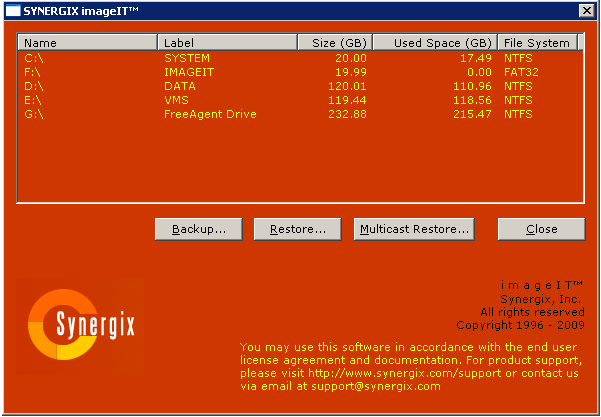 SYNERGIX imageIT™
Name Label Size (GB) Used Space (GB) File System
C:\ SYSTEM 20.00 17.49 NTFS
F:\ IMAGEIT 19.99 0.00 FAT32
D:\ DATA 120.01 110.96 NTFS
E:\ VMS 119.44 118.56 NTFS
G:\ FreeAgent Drive 232.88 215.47 NTFS
Backup... Restore... Multicast Restore... Close
i m a g e I T™
Synergix, Inc.
All rights reserved
Copyright 1996 - 2009
Synergix
You may use this software in accordance with the end user
license agreement and documentation. For product support,
please visit http://www.synergix.com/support or contact us
via email at support@synergix.com